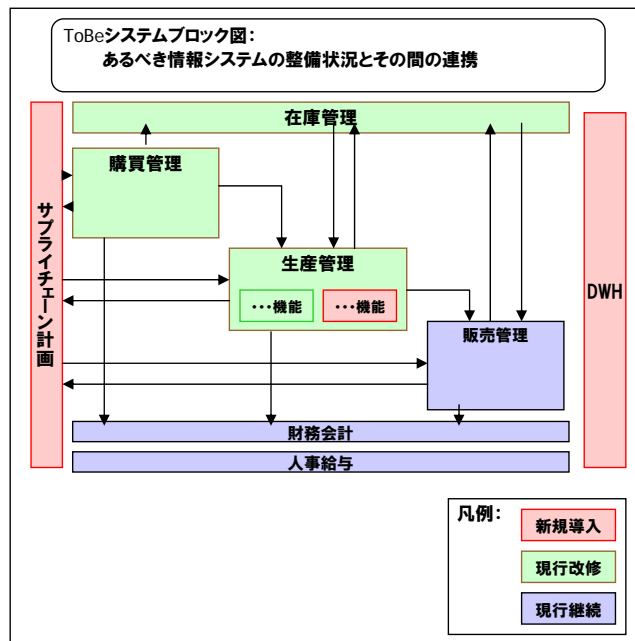 ToBeシステムブロック図：
あるべき情報システムの整備状況とその間の連携
在庫管理
購買管理
サプライチェーン計画
生産管理
・・・機能
・・・機能
販売管理
DWH
財務会計
人事給与
凡例：
新規導入
現行改修
現行継続